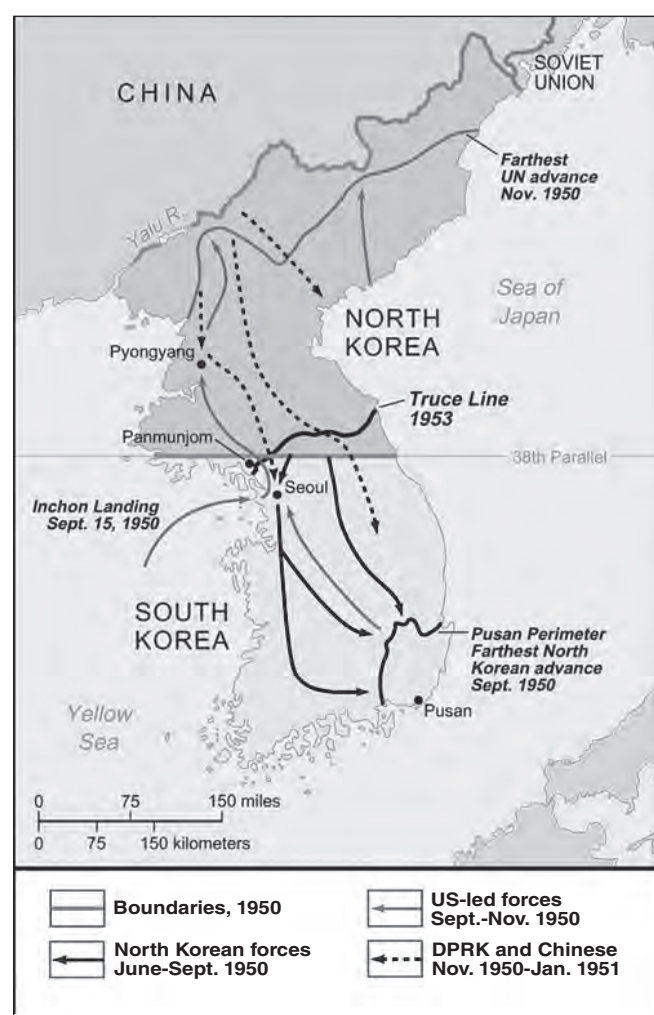 CHINA
SOVIET
UNION
Farthest
UN advance
Nov. 1950
Yalu R.
Sea of
Japan
NORTH
KOREA
Pyongyang
Truce Line
1953
Panmunjom
38th Parallel
Seoul
Inchon Landing
Sept. 15, 1950
SOUTH
KOREA
Pusan Perimeter
Farthest North
Korean advance
Sept. 1950
Pusan
Yellow
Sea
0 75 150 miles
0 75 150 kilometers
Boundaries, 1950
US-led forces
Sept.-Nov. 1950
North Korean forces
June-Sept. 1950
DPRK and Chinese
Nov. 1950-Jan. 1951